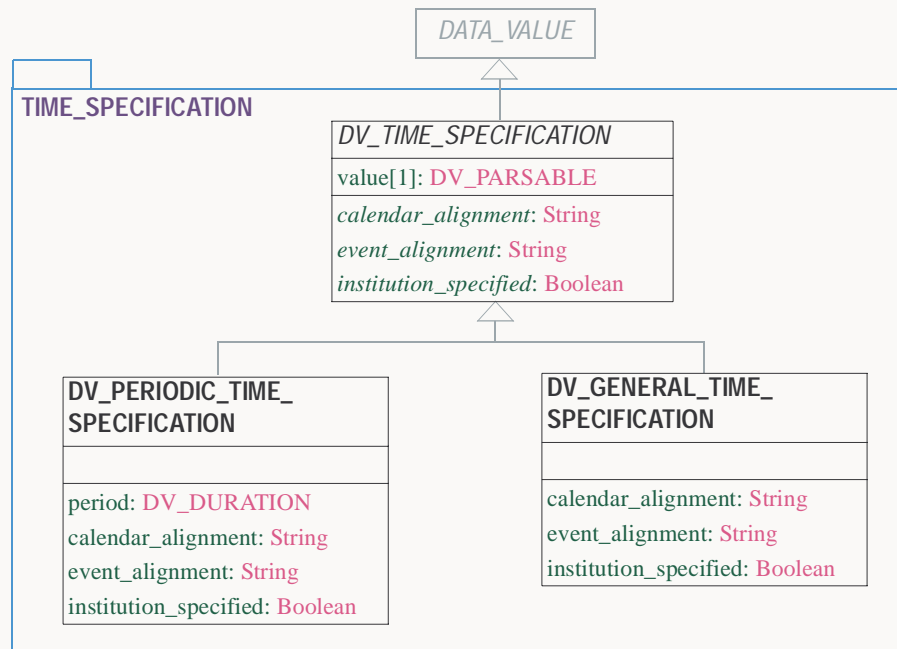 DATA_VALUE
TIME_SPECIFICATION
DV_TIME_SPECIFICATION
value[1]: DV_PARSABLE
calendar_alignment: String
event_alignment: String
institution_specified: Boolean
DV_PERIODIC_TIME_
SPECIFICATION
period: DV_DURATION
calendar_alignment: String
event_alignment: String
institution_specified: Boolean
DV_GENERAL_TIME_
SPECIFICATION
calendar_alignment: String
event_alignment: String
institution_specified: Boolean